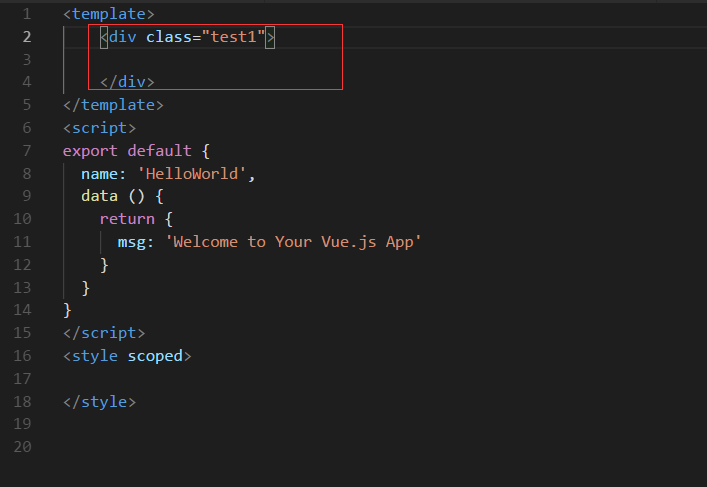 1 <template>
2 <div class="test1">
3
4 </div>
5 </template>
6 <script>
7 export default {
8 name: 'HelloWorld',
9 data () {
10 return {
11 msg: 'Welcome to Your Vue.js App'
12 }
13 }
14 }
15 </script>
16 <style scoped>
17
18 </style>
19
20